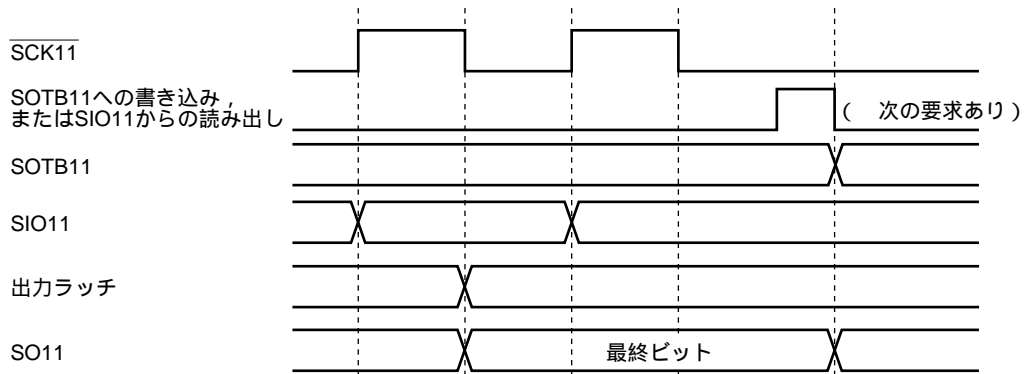 SCK11
SOTB11への書き込み，
またはSIO11からの読み出し
(　次の要求あり)
SOTB11
SIO11
出力ラッチ
SO11
最終ビット